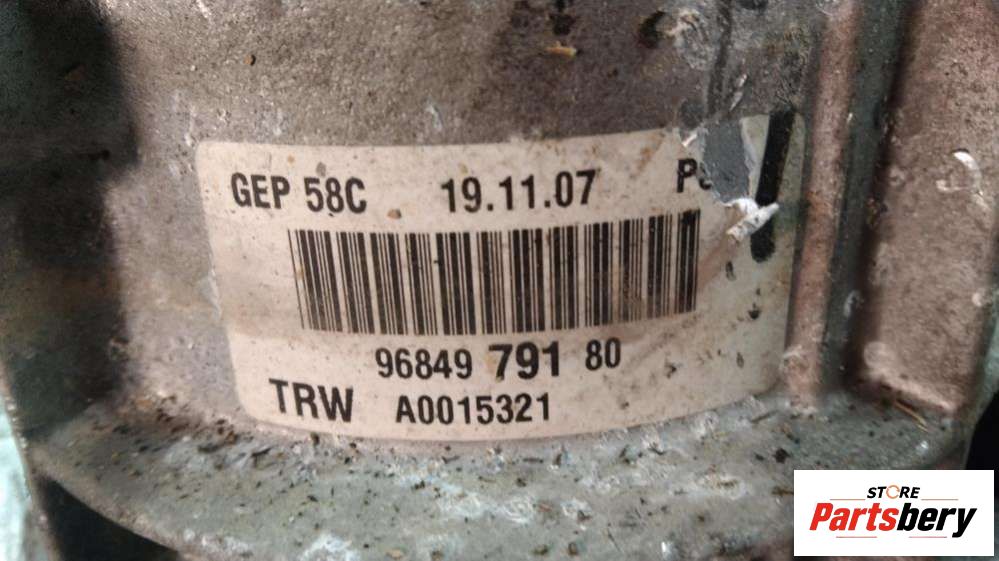 GEP 58C 19.11.07
96849 791 80
TRW A0015321
STORE
Partsbery